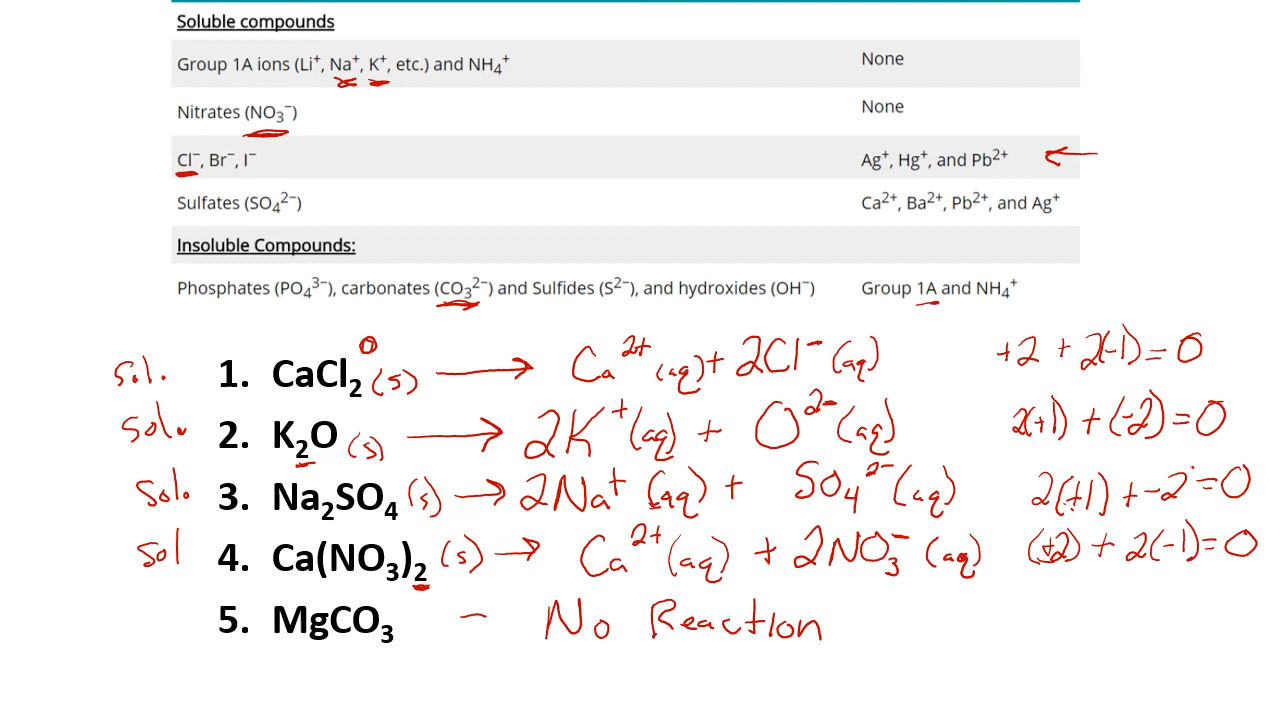 Soluble compounds
Group 1A ions (Li⁺, Na⁺, K⁺, etc.) and NH₄⁺ None
Nitrates (NO₃⁻) None
Cl⁻, Br⁻, I⁻ Ag⁺, Hg⁺, and Pb²⁺ ←
Sulfates (SO₄²⁻) Ca²⁺, Ba²⁺, Pb²⁺, and Ag⁺
Insoluble Compounds:
Phosphates (PO₄³⁻), carbonates (CO₃²⁻) and Sulfides (S²⁻), and hydroxides (OH⁻) Group 1A and NH₄⁺
sol. 1. CaCl₂⁰ (s) → Ca²⁺ (aq) + 2Cl⁻ (aq) +2 + 2(-1) = 0
sol. 2. K₂O (s) → 2K⁺ (aq) + O²⁻ (aq) 2(+1) + (-2) = 0
sol. 3. Na₂SO₄ (s) → 2Na⁺ (aq) + SO₄²⁻ (aq) 2(+1) + -2 = 0
sol 4. Ca(NO₃)₂ (s) → Ca²⁺ (aq) + 2NO₃⁻ (aq) (+2) + 2(-1) = 0
5. MgCO₃ – No Reaction